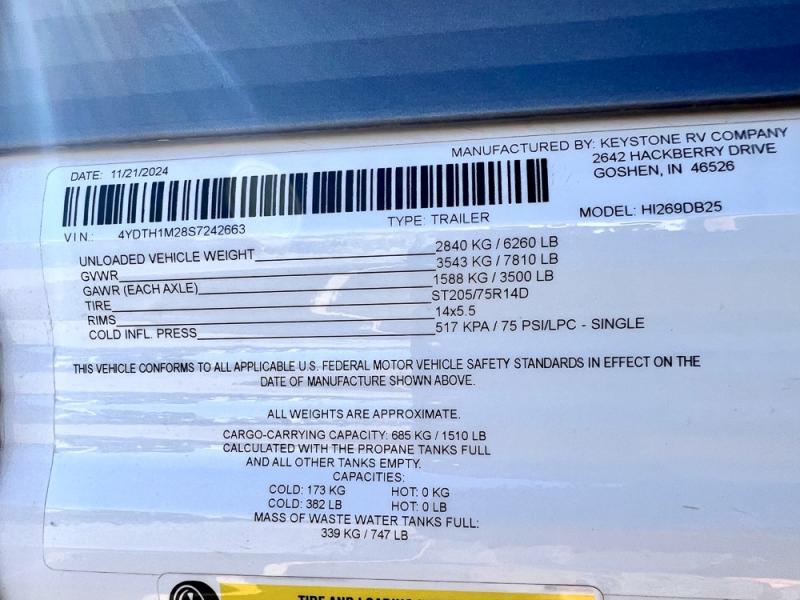 DATE: 11/21/2024
MANUFACTURED BY: KEYSTONE RV COMPANY
2642 HACKBERRY DRIVE
GOSHEN, IN 46526
VIN.: 4YDTH1M28S7242663
TYPE: TRAILER
MODEL: HI269DB25
UNLOADED VEHICLE WEIGHT 2840 KG / 6260 LB
GVWR 3543 KG / 7810 LB
GAWR (EACH AXLE) 1588 KG / 3500 LB
TIRE ST205/75R14D
RIMS 14x5.5
COLD INFL. PRESS 517 KPA / 75 PSI/LPC - SINGLE
THIS VEHICLE CONFORMS TO ALL APPLICABLE U.S. FEDERAL MOTOR VEHICLE SAFETY STANDARDS IN EFFECT ON THE
DATE OF MANUFACTURE SHOWN ABOVE.
ALL WEIGHTS ARE APPROXIMATE.
CARGO-CARRYING CAPACITY: 685 KG / 1510 LB
CALCULATED WITH THE PROPANE TANKS FULL
AND ALL OTHER TANKS EMPTY.
CAPACITIES:
COLD: 173 KG HOT: 0 KG
COLD: 382 LB HOT: 0 LB
MASS OF WASTE WATER TANKS FULL:
339 KG / 747 LB
TIRE AND LOADING